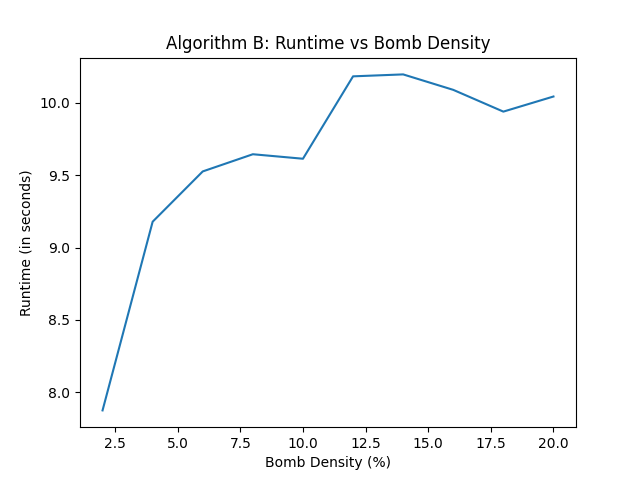 Algorithm B: Runtime vs Bomb Density
Runtime (in seconds)
10.0
9.5
9.0
8.5
8.0
2.5 5.0 7.5 10.0 12.5 15.0 17.5 20.0
Bomb Density (%)